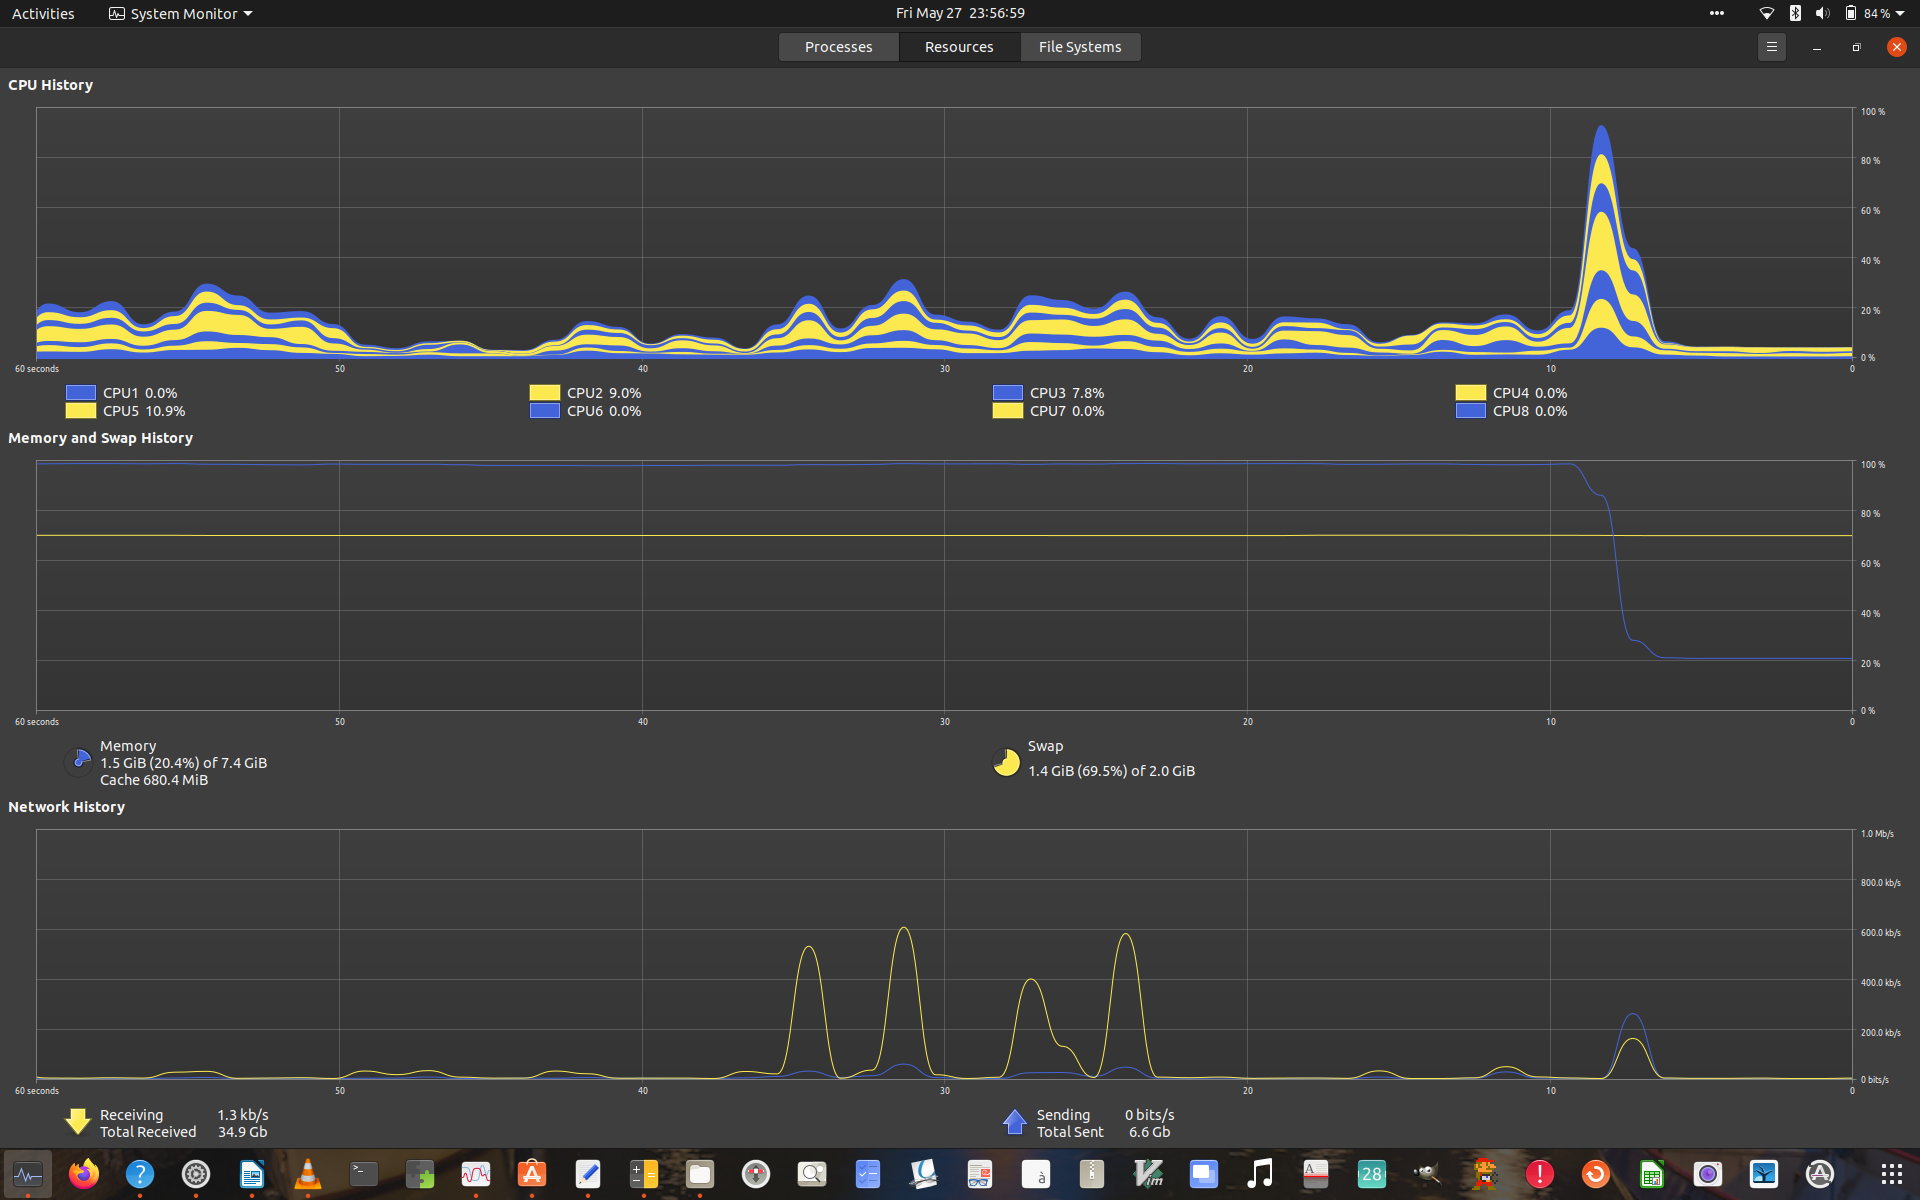 Activities System Monitor Fri May 27 23:56:59 84 %
Processes Resources File Systems
CPU History
100 %
80 %
60 %
40 %
20 %
0 %
60 seconds 50 40 30 20 10 0
CPU1 0.0% CPU2 9.0% CPU3 7.8% CPU4 0.0%
CPU5 10.9% CPU6 0.0% CPU7 0.0% CPU8 0.0%
Memory and Swap History
100 %
80 %
60 %
40 %
20 %
0 %
60 seconds 50 40 30 20 10 0
Memory
1.5 GiB (20.4%) of 7.4 GiB
Cache 680.4 MiB
Swap
1.4 GiB (69.5%) of 2.0 GiB
Network History
1.0 Mb/s
800.0 kb/s
600.0 kb/s
400.0 kb/s
200.0 kb/s
0 bits/s
60 seconds 50 40 30 20 10 0
Receiving 1.3 kb/s
Total Received 34.9 Gb
Sending 0 bits/s
Total Sent 6.6 Gb
? >_ à Vim A 28 !